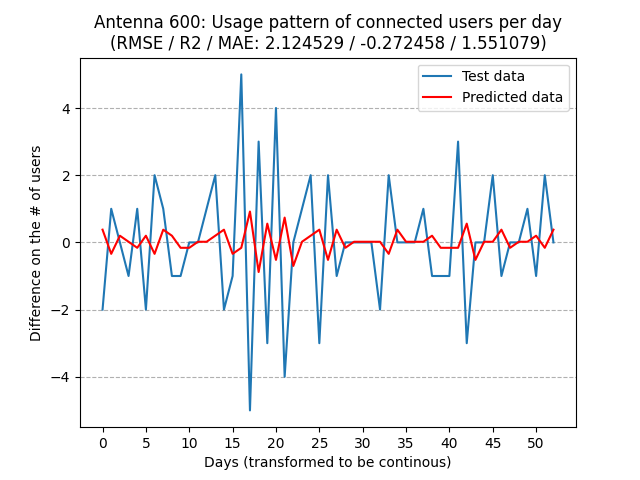 Antenna 600: Usage pattern of connected users per day
(RMSE / R2 / MAE: 2.124529 / -0.272458 / 1.551079)
Test data
Predicted data
Difference on the # of users
4
2
0
−2
−4
0 5 10 15 20 25 30 35 40 45 50
Days (transformed to be continous)